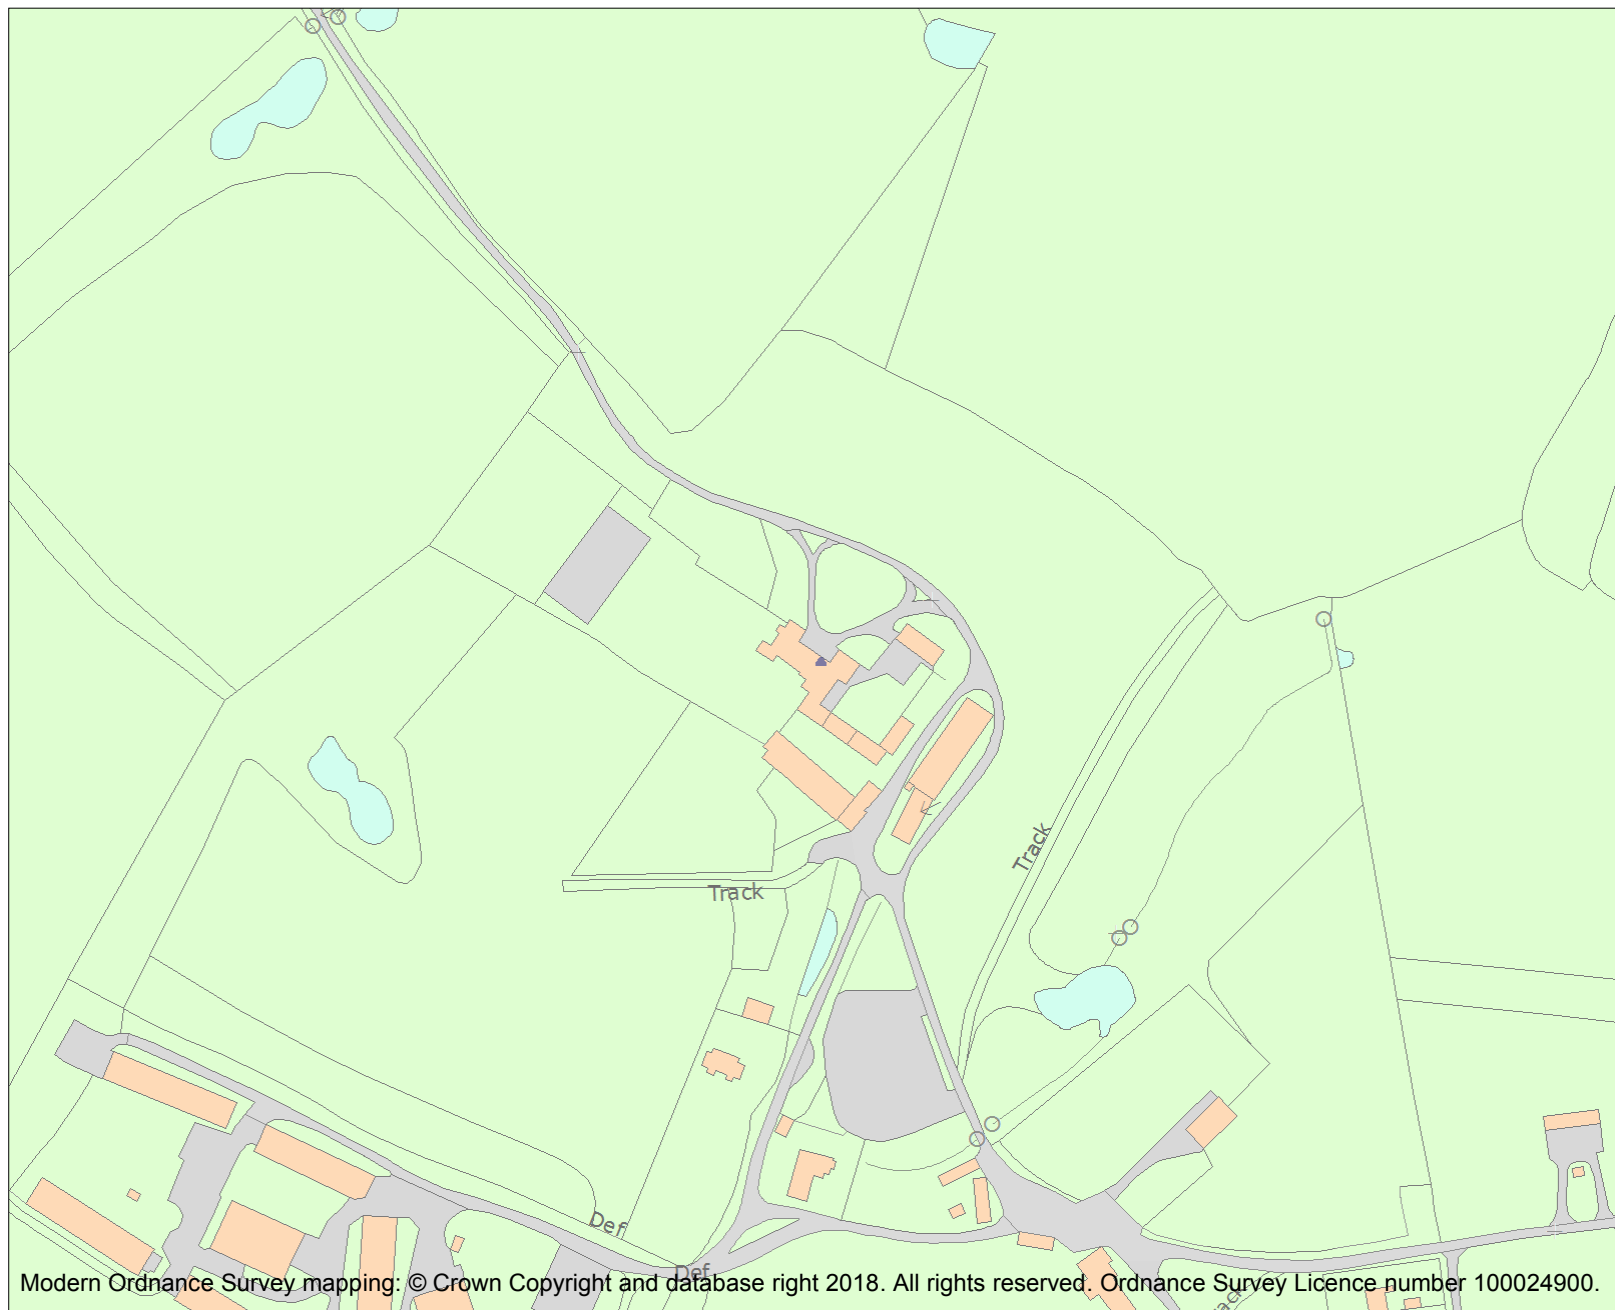 Track
Track
Def
Def
Modern Ordnance Survey mapping: © Crown Copyright and database right 2018. All rights reserved. Ordnance Survey Licence number 100024900.